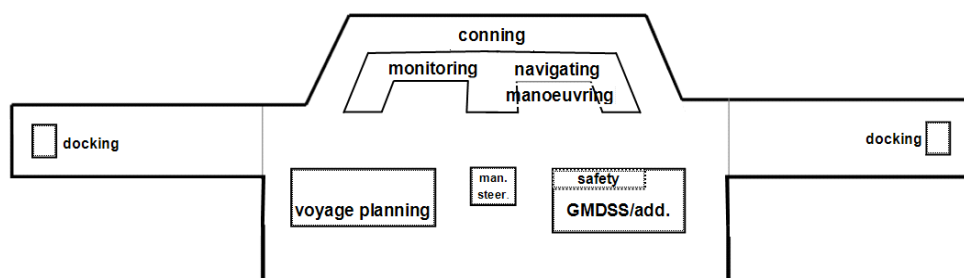 conning
monitoring
navigating
manoeuvring
docking
docking
man.
steer.
safety
voyage planning
GMDSS/add.